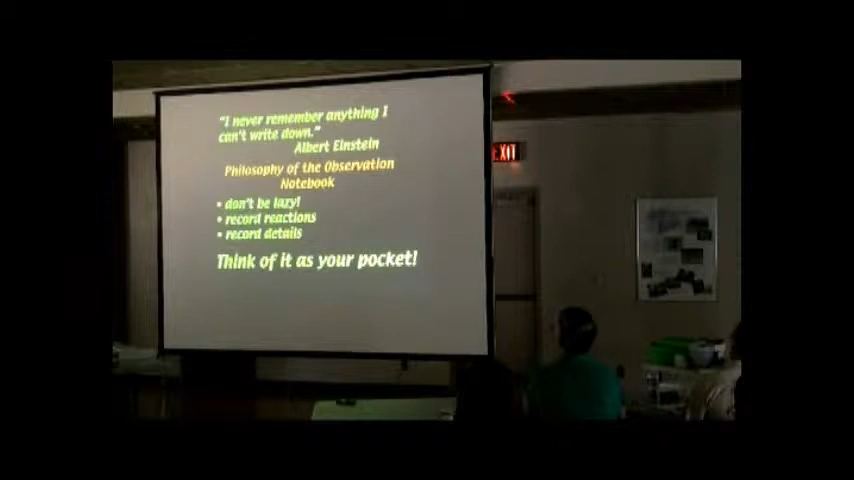 "I never remember anything I
can't write down."
Albert Einstein
Philosophy of the Observation
Notebook
• don't be lazy!
• record reactions
• record details
Think of it as your pocket!
EXIT